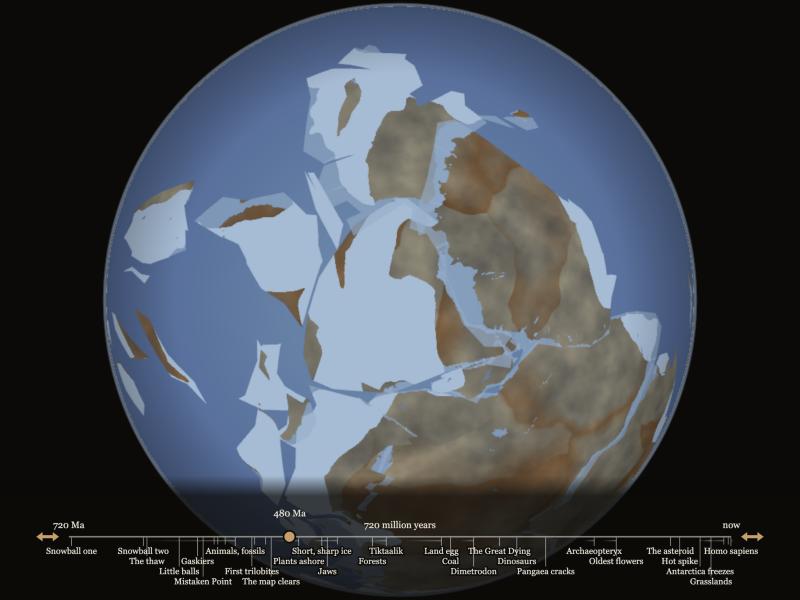 480 Ma
720 Ma 720 million years now
Snowball one Snowball two Animals, fossils Short, sharp ice Tiktaalik Land egg The Great Dying Archaeopteryx The asteroid Homo sapiens
The thaw Gaskiers Plants ashore Forests Coal Dinosaurs Oldest flowers Hot spike
Little balls First trilobites Jaws Dimetrodon Pangaea cracks Antarctica freezes
Mistaken Point The map clears Grasslands